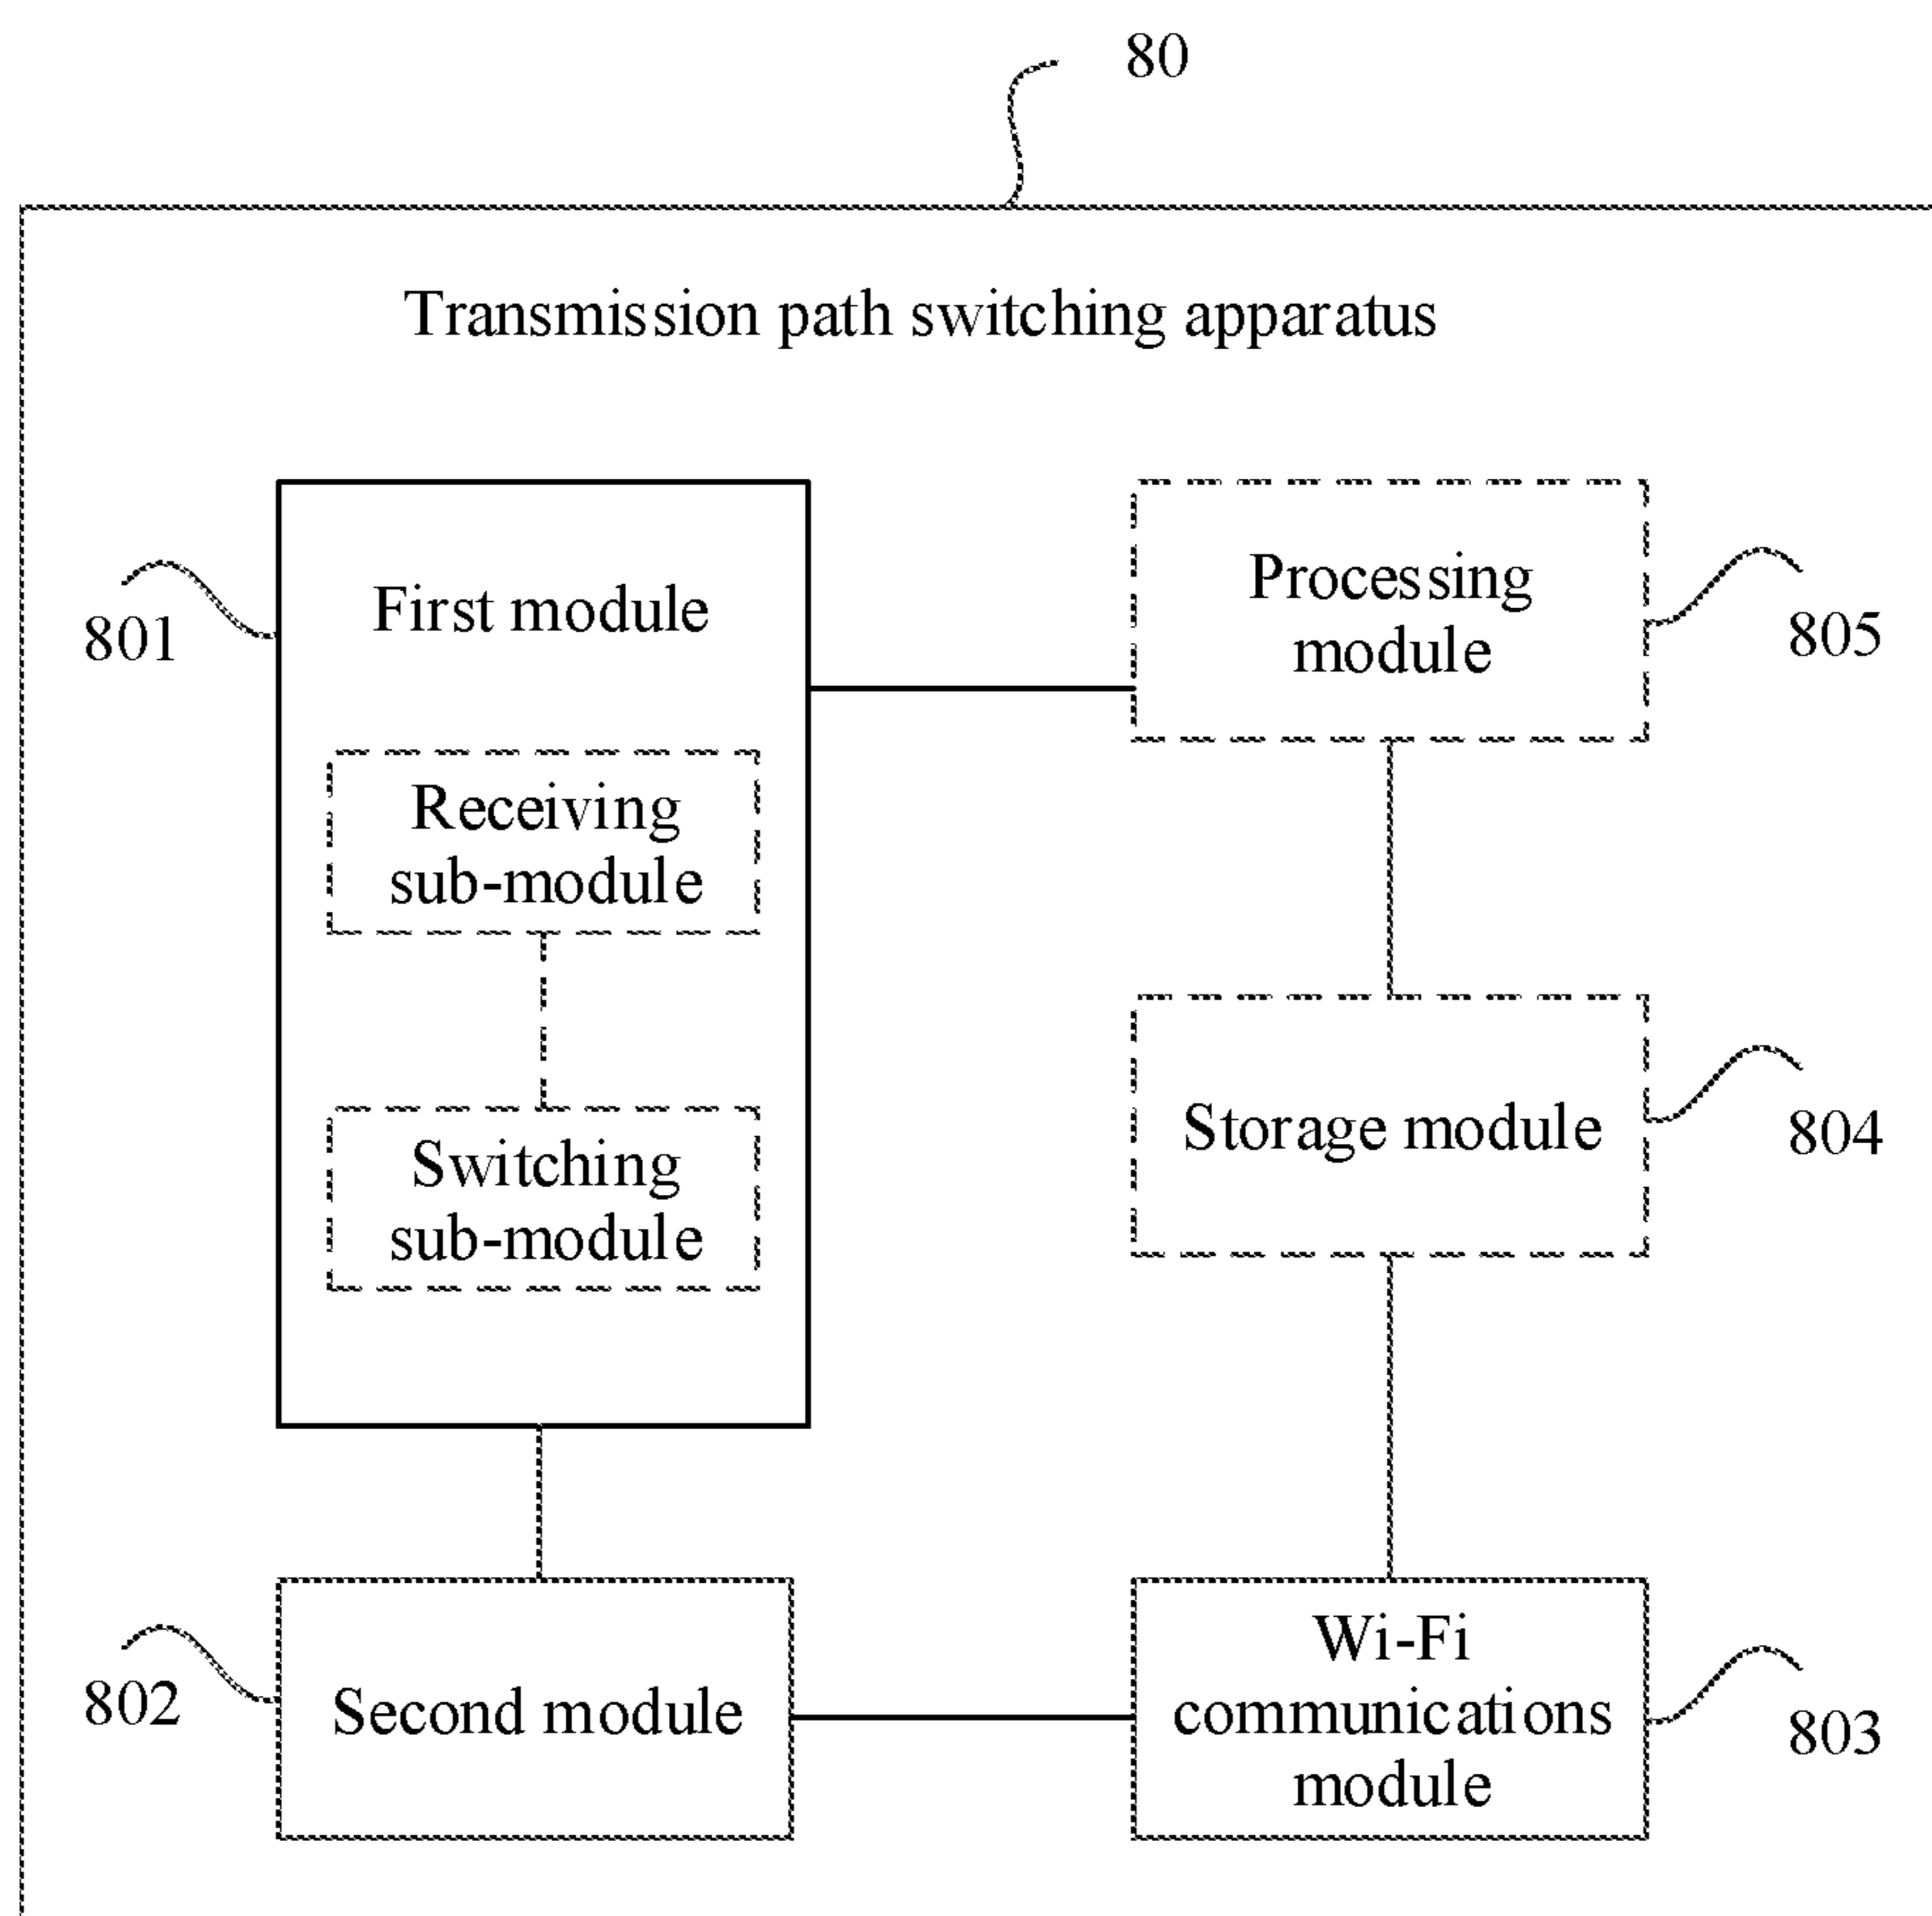 80
Transmission path switching apparatus
801
First module
Receiving
sub-module
Switching
sub-module
Processing
module
805
Storage module
804
802
Second module
Wi-Fi
communications
module
803